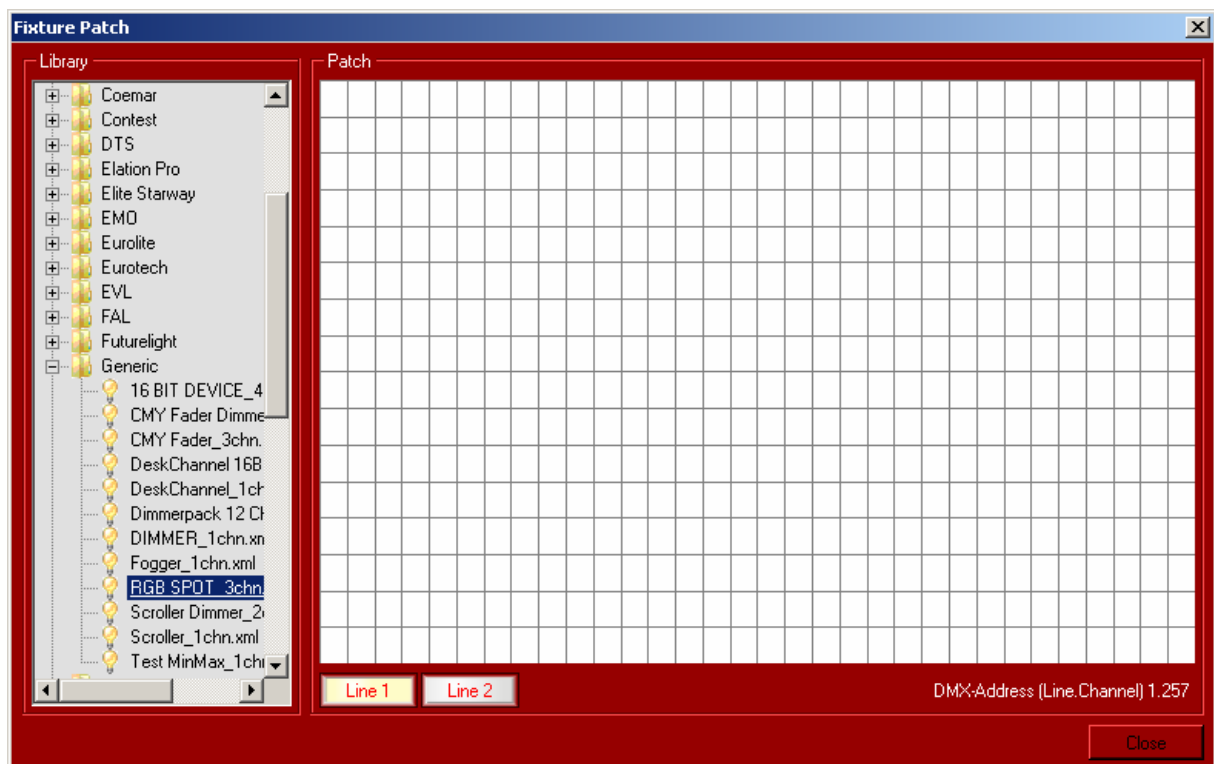 Fixture Patch
Library
Coemar
Contest
DTS
Elation Pro
Elite Starway
EMO
Eurolite
Eurotech
EVL
FAL
Futurelight
Generic
16 BIT DEVICE_4
CMY Fader Dimme
CMY Fader_3chn.
DeskChannel 16B
DeskChannel_1ch
Dimmerpack 12 Ch
DIMMER_1chn.xm
Fogger_1chn.xml
RGB SPOT_3chn.
Scroller Dimmer_2
Scroller_1chn.xml
Test MinMax_1ch
Patch
Line 1 Line 2 DMX-Address (Line.Channel) 1.257
Close